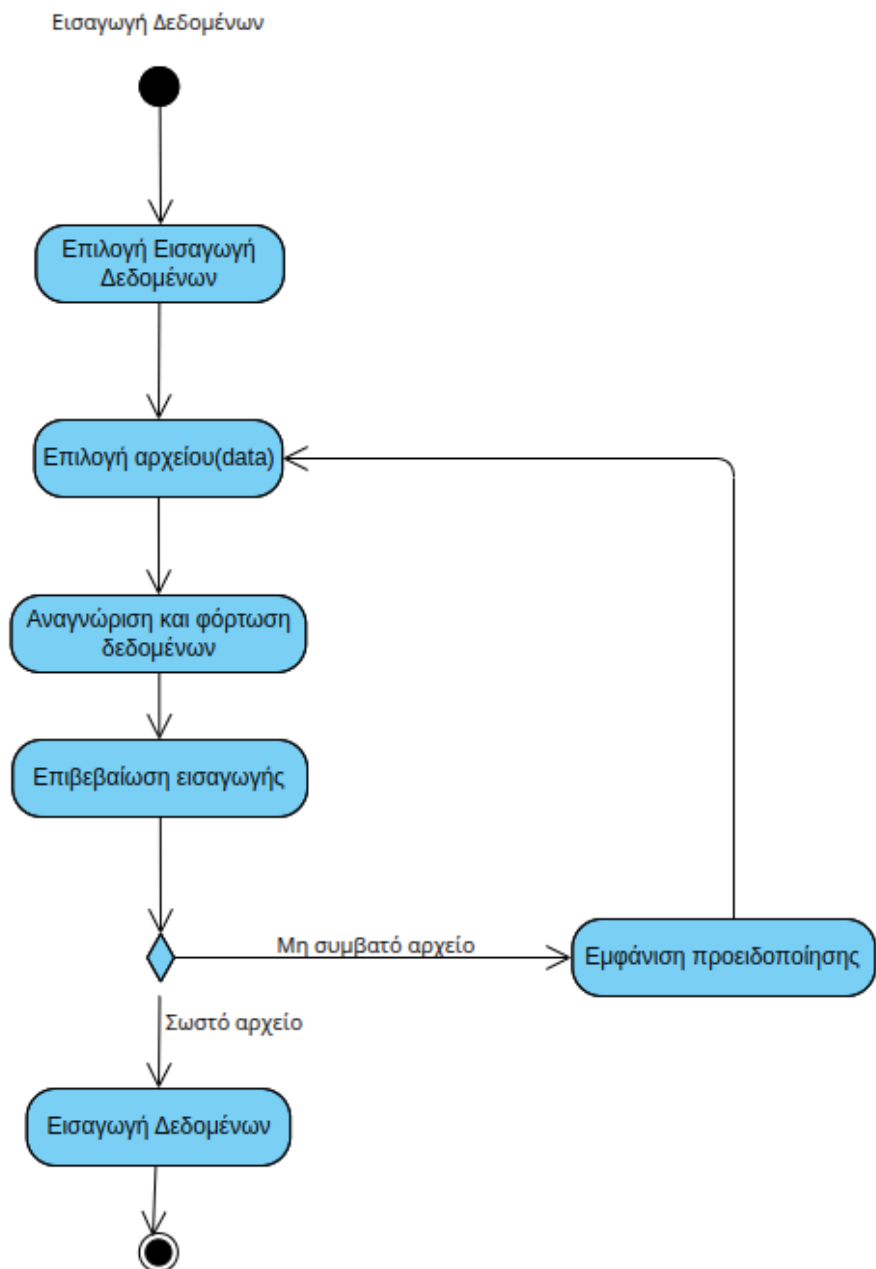 Εισαγωγή Δεδομένων
Επιλογή Εισαγωγή
Δεδομένων
Επιλογή αρχείου(data)
Αναγνώριση και φόρτωση
δεδομένων
Επιβεβαίωση εισαγωγής
Μη συμβατό αρχείο
Εμφάνιση προειδοποίησης
Σωστό αρχείο
Εισαγωγή Δεδομένων